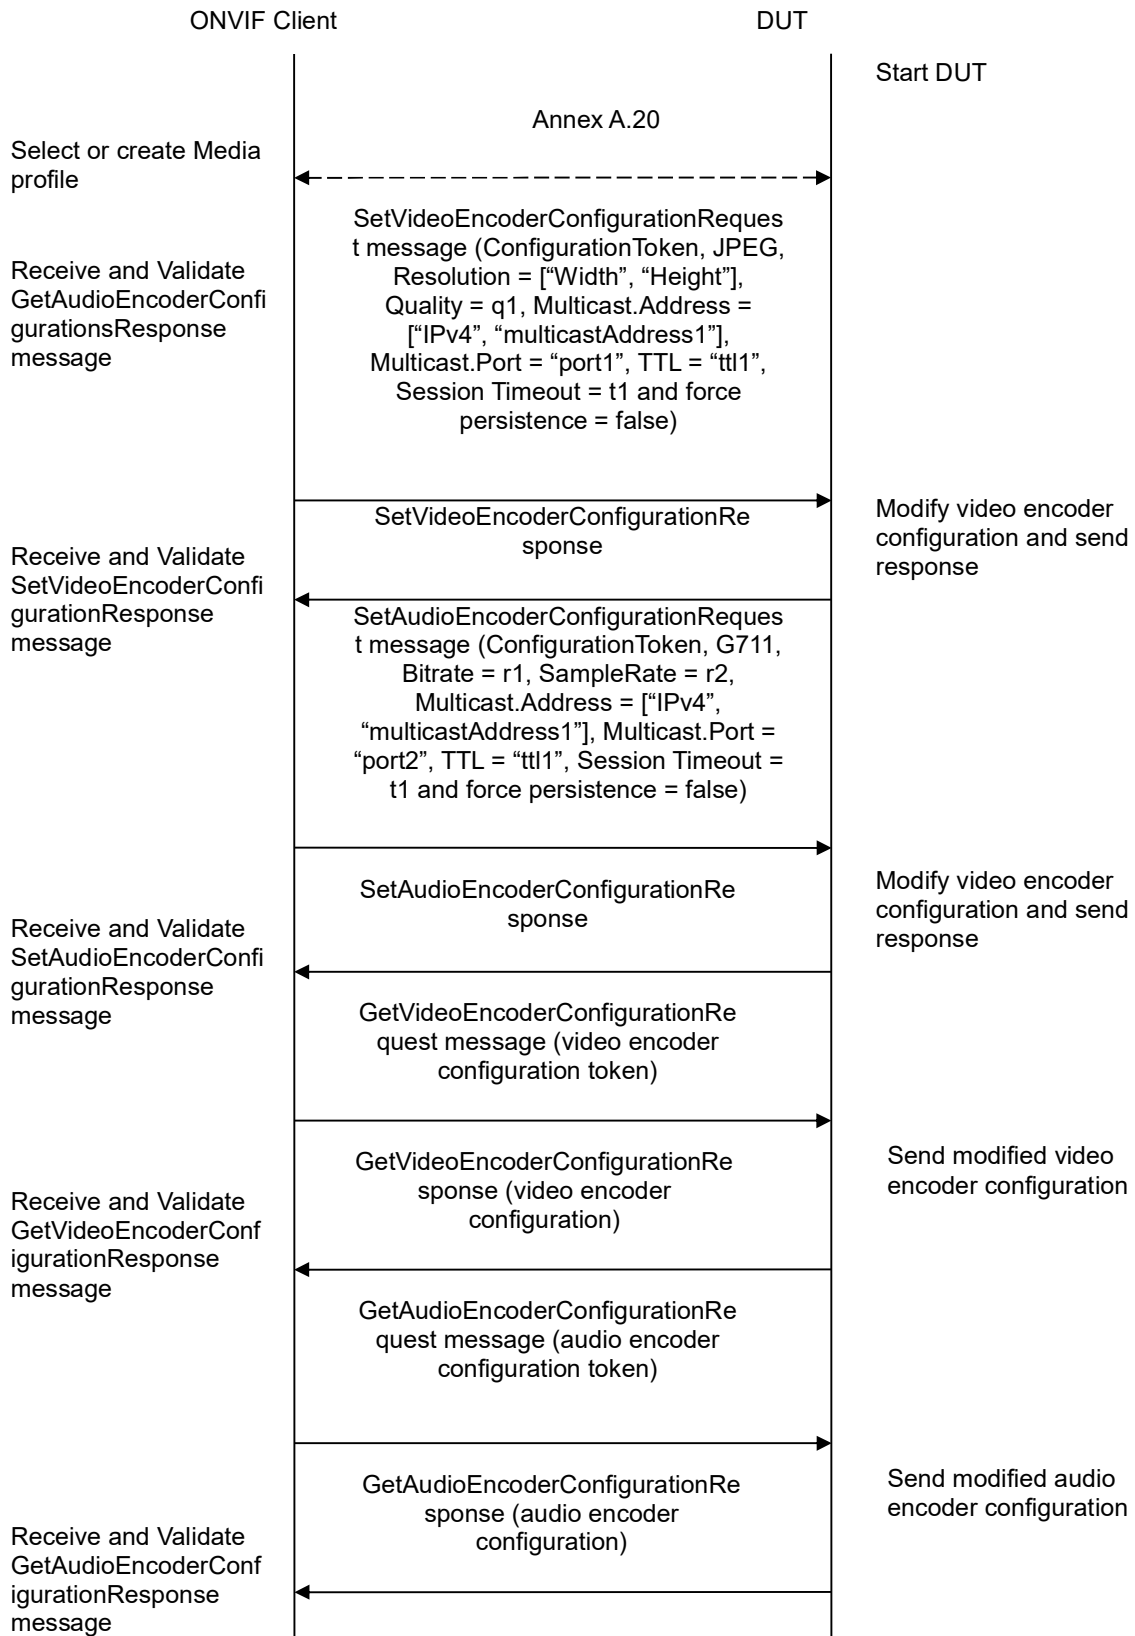 ONVIF Client
DUT
Start DUT
Annex A.20
Select or create Media
profile
SetVideoEncoderConfigurationReques
t message (ConfigurationToken, JPEG,
Resolution = [“Width”, “Height”],
Quality = q1, Multicast.Address =
[“IPv4”, “multicastAddress1”],
Multicast.Port = “port1”, TTL = “ttl1”,
Session Timeout = t1 and force
persistence = false)
Receive and Validate
GetAudioEncoderConfi
gurationsResponse
message
SetVideoEncoderConfigurationRe
sponse
Modify video encoder
configuration and send
response
Receive and Validate
SetVideoEncoderConfi
gurationResponse
message
SetAudioEncoderConfigurationReques
t message (ConfigurationToken, G711,
Bitrate = r1, SampleRate = r2,
Multicast.Address = [“IPv4”,
“multicastAddress1”], Multicast.Port =
“port2”, TTL = “ttl1”, Session Timeout =
t1 and force persistence = false)
SetAudioEncoderConfigurationRe
sponse
Modify video encoder
configuration and send
response
Receive and Validate
SetAudioEncoderConfi
gurationResponse
message
GetVideoEncoderConfigurationRe
quest message (video encoder
configuration token)
GetVideoEncoderConfigurationRe
sponse (video encoder
configuration)
Send modified video
encoder configuration
Receive and Validate
GetVideoEncoderConf
igurationResponse
message
GetAudioEncoderConfigurationRe
quest message (audio encoder
configuration token)
GetAudioEncoderConfigurationRe
sponse (audio encoder
configuration)
Send modified audio
encoder configuration
Receive and Validate
GetAudioEncoderConf
igurationResponse
message